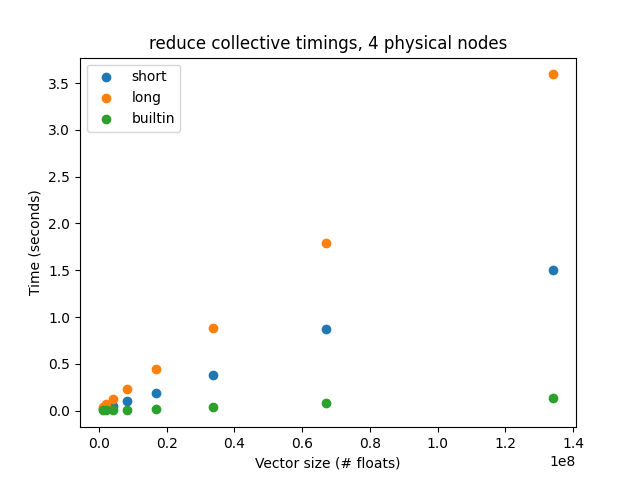 reduce collective timings, 4 physical nodes
short
long
builtin
3.5
3.0
2.5
2.0
1.5
1.0
0.5
0.0
Time (seconds)
0.0 0.2 0.4 0.6 0.8 1.0 1.2 1.4
1e8
Vector size (# floats)